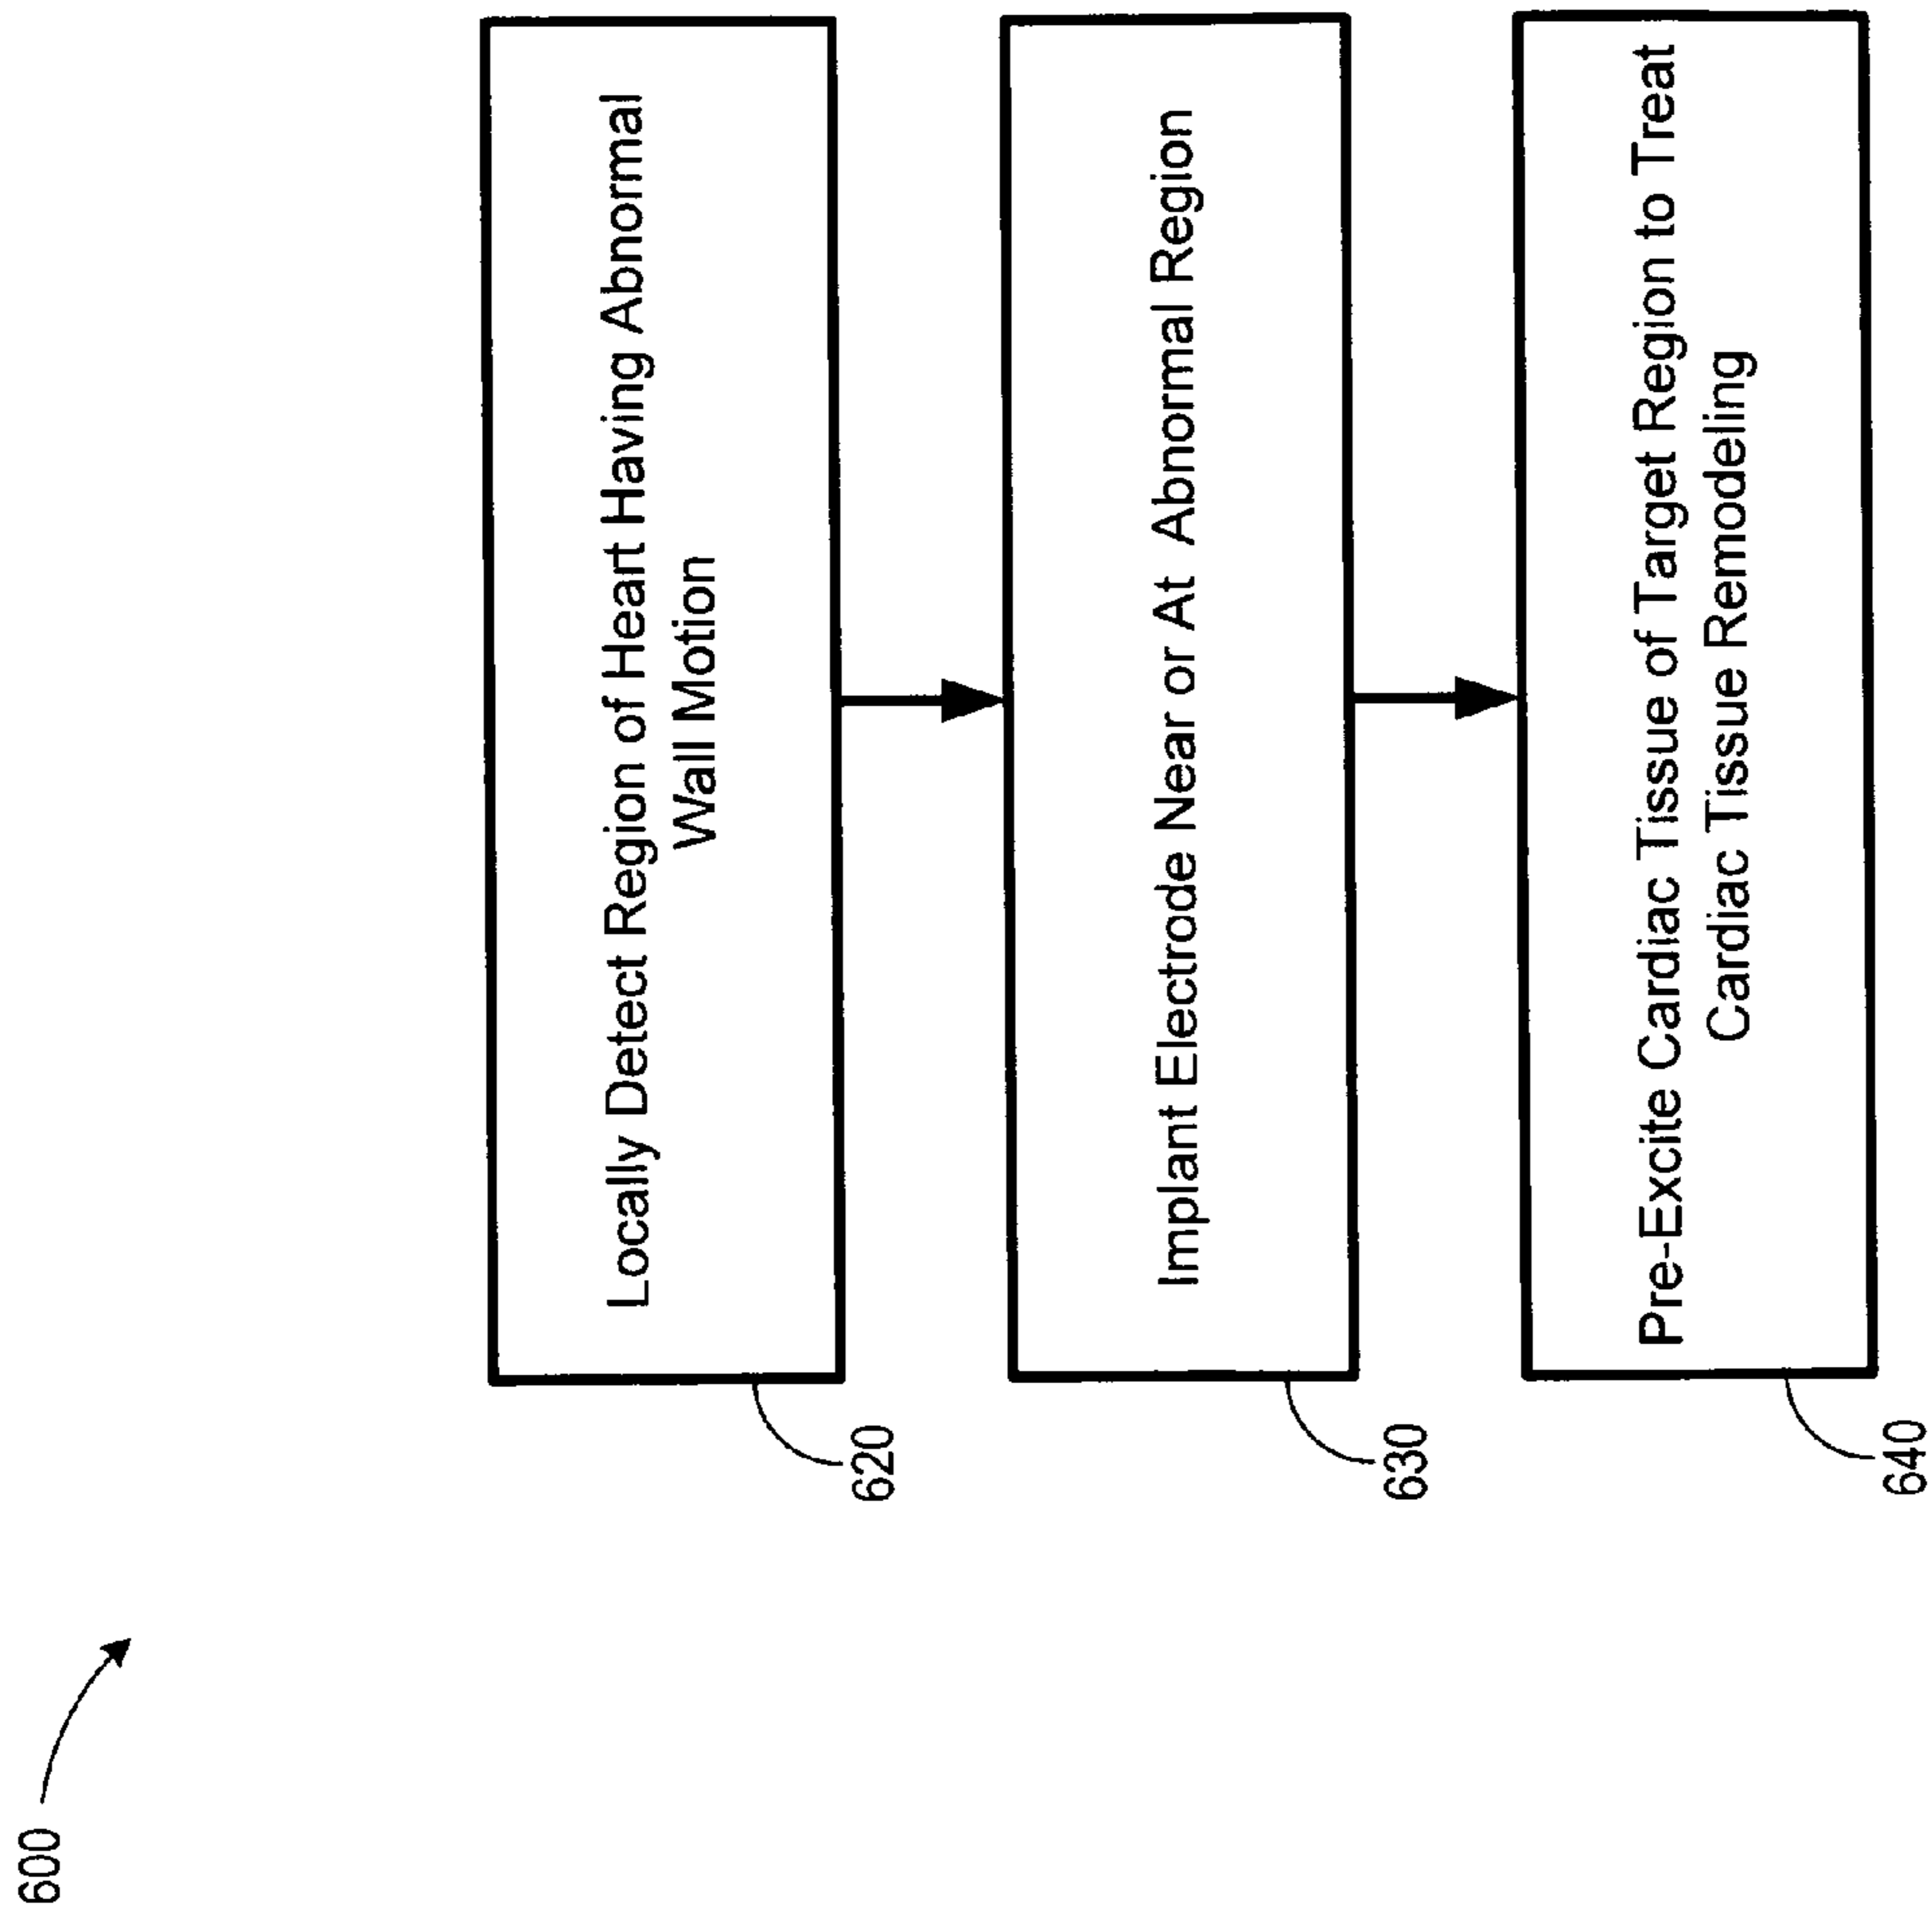 600
Locally Detect Region of Heart Having Abnormal
Wall Motion
620
Implant Electrode Near or At Abnormal Region
630
Pre-Excite Cardiac Tissue of Target Region to Treat
Cardiac Tissue Remodeling
640